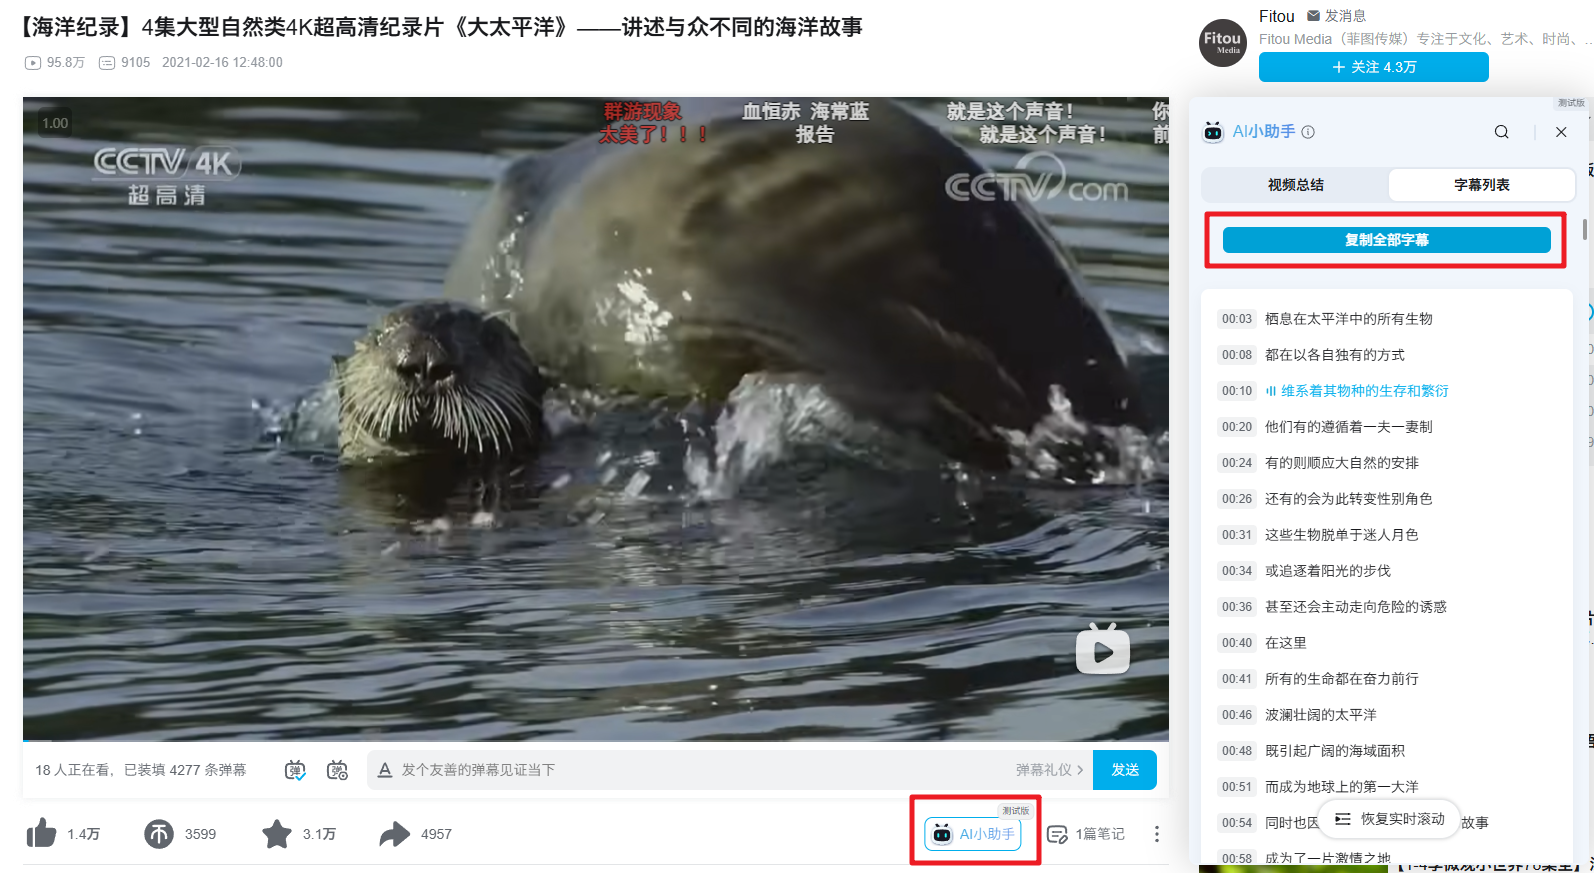 【海洋纪录】4集大型自然类4K超高清纪录片《大太平洋》——讲述与众不同的海洋故事
95.8万 9105 2021-02-16 12:48:00
Fitou 发消息
Fitou Media（菲图传媒）专注于文化、艺术、时尚、...
+ 关注 4.3万
Fitou
Media
1.00
群游现象 血恒赤 海常蓝 就是这个声音！ 你
太美了！！！ 报告 就是这个声音！ 前
CCTV 4K
超高清
CCTV.com
18 人正在看，已装填 4277 条弹幕
发个友善的弹幕见证当下
弹幕礼仪 >
发送
1.4万 3599 3.1万 4957
测试版
AI小助手
1篇笔记
测试版
AI小助手
视频总结 字幕列表
复制全部字幕
00:03 栖息在太平洋中的所有生物
00:08 都在以各自独有的方式
00:10 维系着其物种的生存和繁衍
00:20 他们有的遵循着一夫一妻制
00:24 有的则顺应大自然的安排
00:26 还有的会为此转变性别角色
00:31 这些生物脱单于迷人月色
00:34 或追逐着阳光的步伐
00:36 甚至还会主动走向危险的诱惑
00:40 在这里
00:41 所有的生命都在奋力前行
00:46 波澜壮阔的太平洋
00:48 既引起广阔的海域面积
00:51 而成为地球上的第一大洋
00:54 同时也因 故事
恢复实时滚动
00:58 成为了一片激情之地